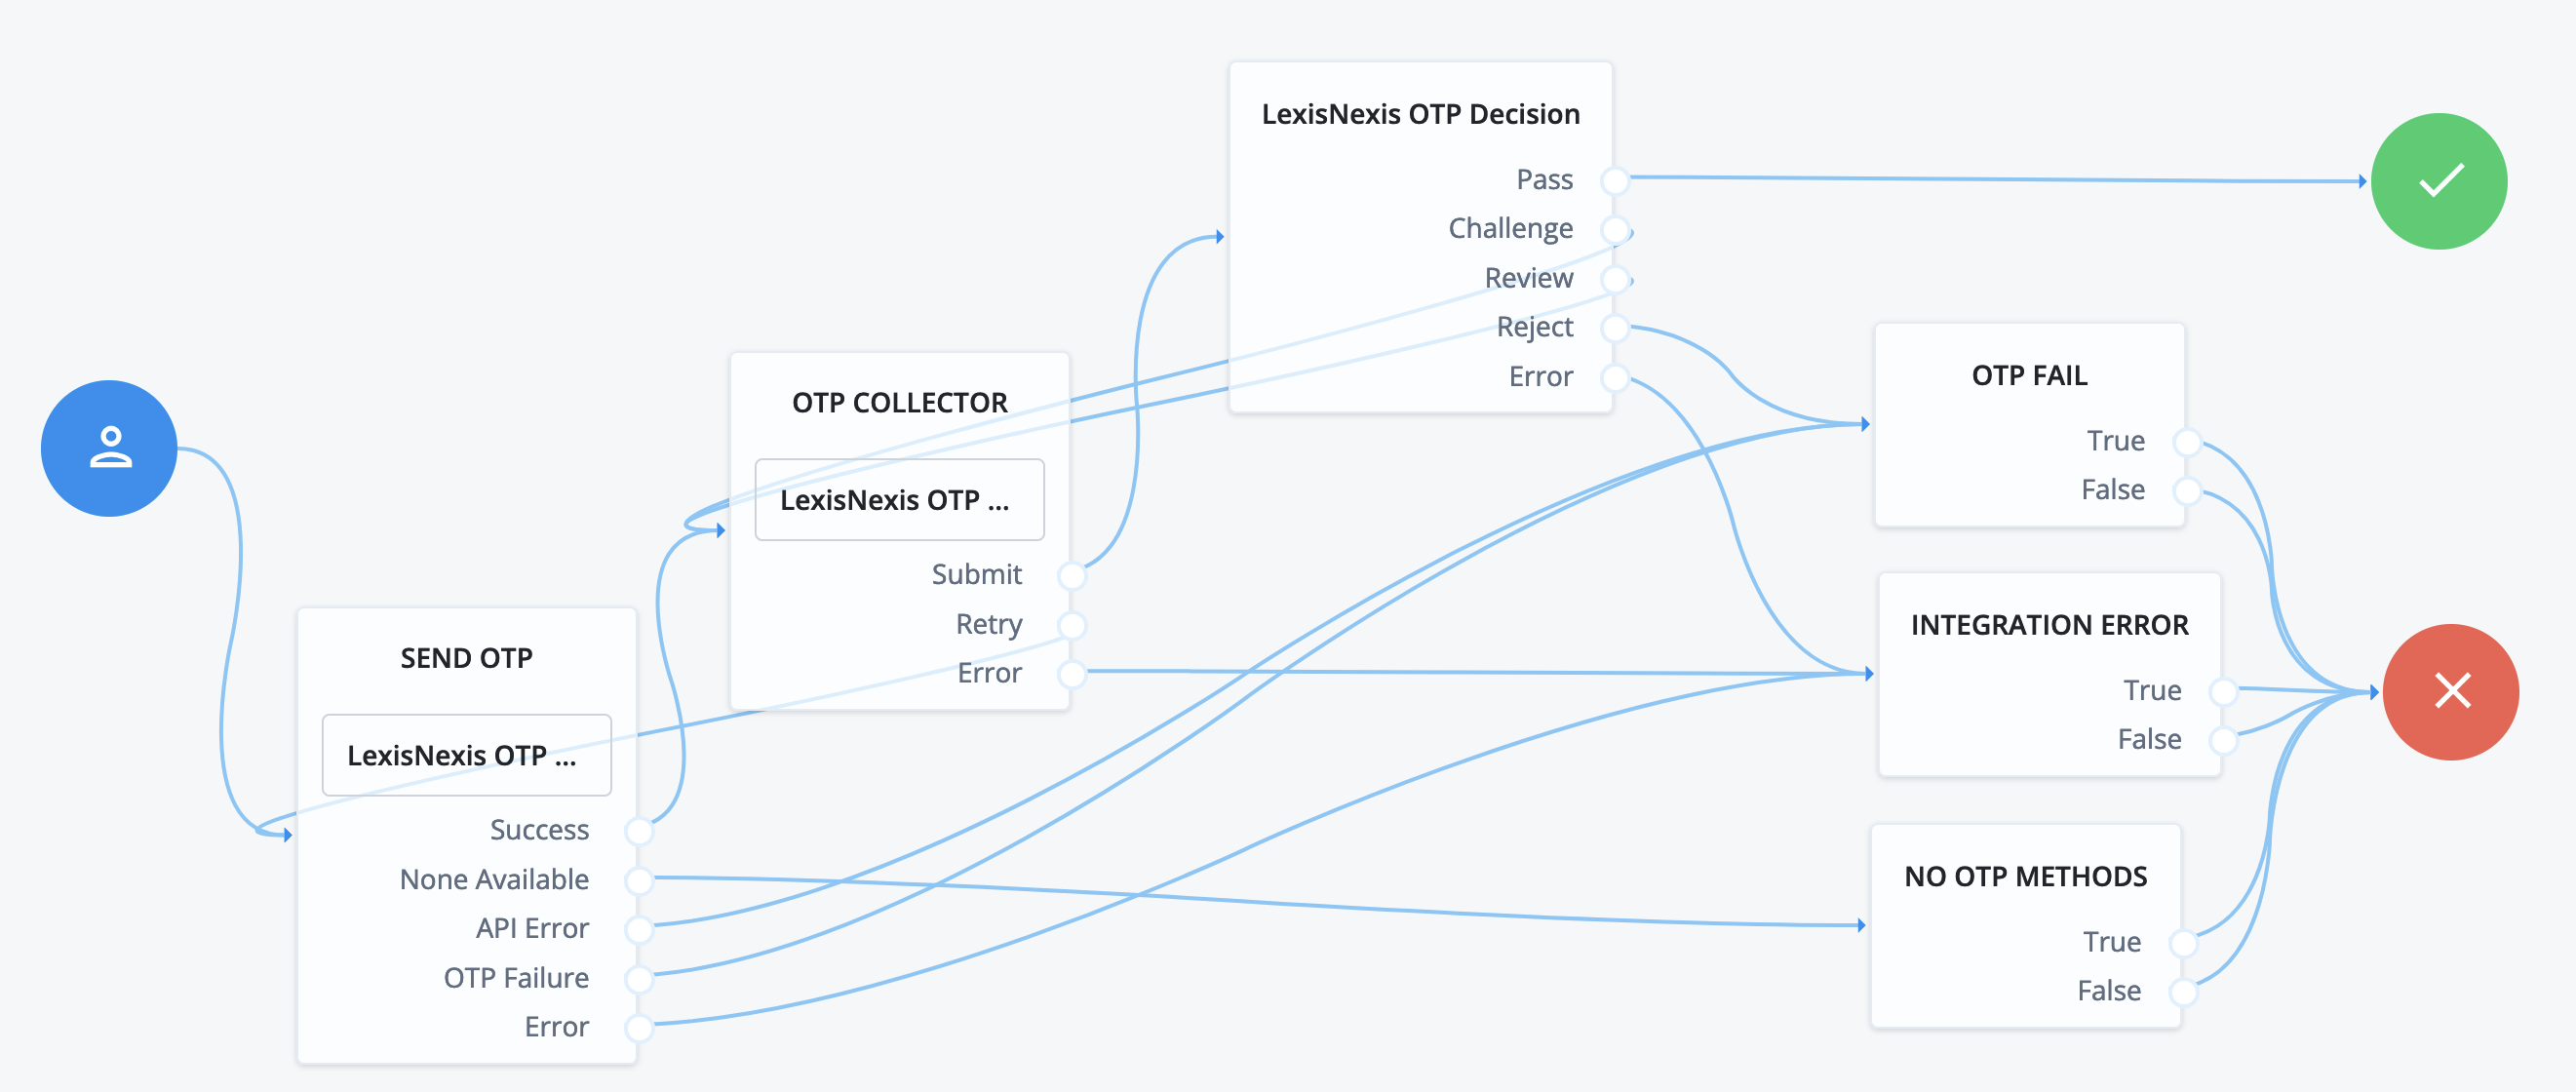 LexisNexis OTP Decision
Pass
Challenge
Review
Reject
Error
OTP COLLECTOR
LexisNexis OTP ...
Submit
Retry
Error
SEND OTP
LexisNexis OTP ...
Success
None Available
API Error
OTP Failure
Error
OTP FAIL
True
False
INTEGRATION ERROR
True
False
NO OTP METHODS
True
False